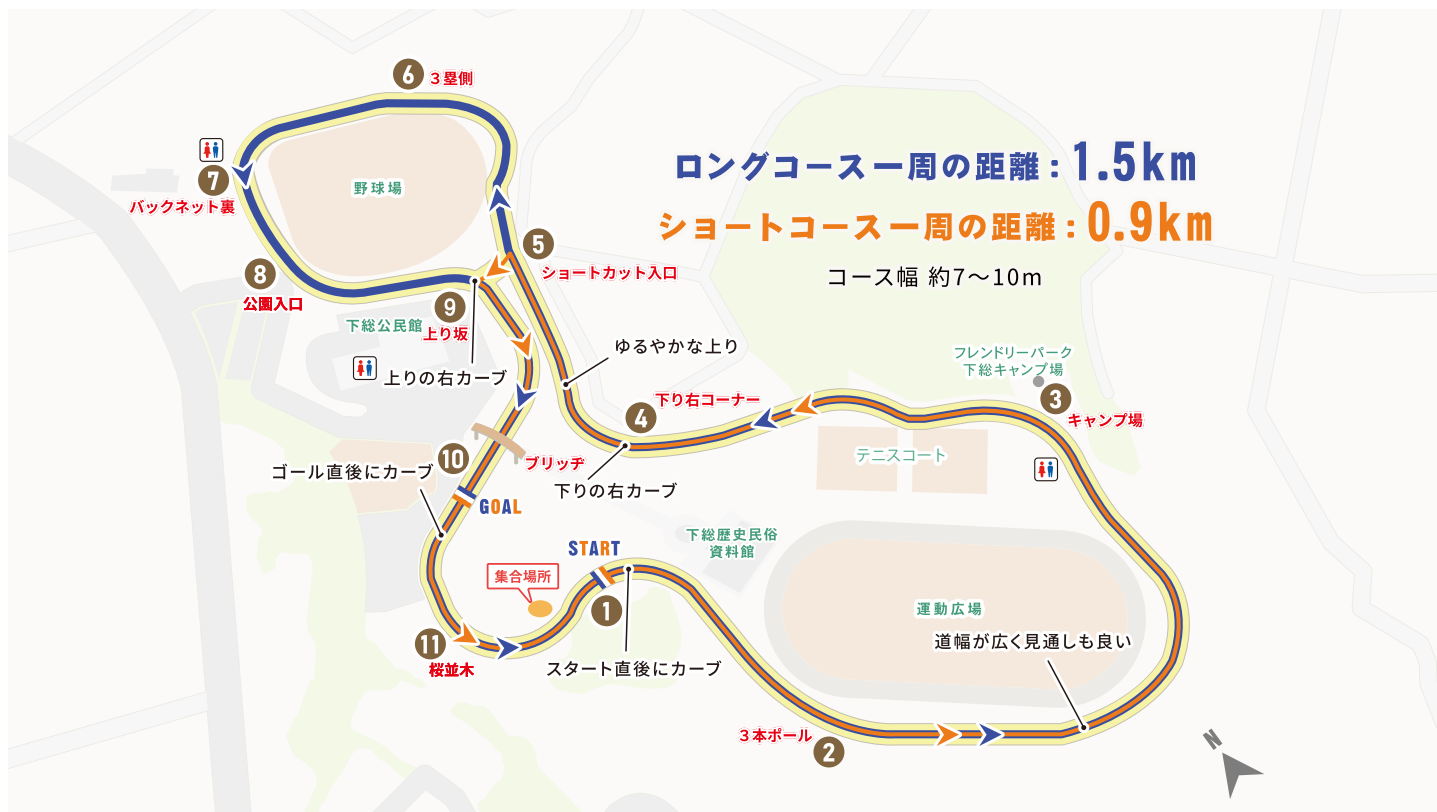 6
３塁側
7
バックネット裏
野球場
ロングコース一周の距離：1.5km
ショートコース一周の距離：0.9km
コース幅 約7～10m
5
ショートカット入口
8
公園入口
9
上り坂
下総公民館
上りの右カーブ
ゆるやかな上り
フレンドリーパーク
下総キャンプ場
3
キャンプ場
4
下り右コーナー
テニスコート
10
ブリッヂ
ゴール直後にカーブ
下りの右カーブ
GOAL
START
下総歴史民俗
資料館
集合場所
1
運動広場
道幅が広く見通しも良い
11
桜並木
スタート直後にカーブ
３本ポール
2
N